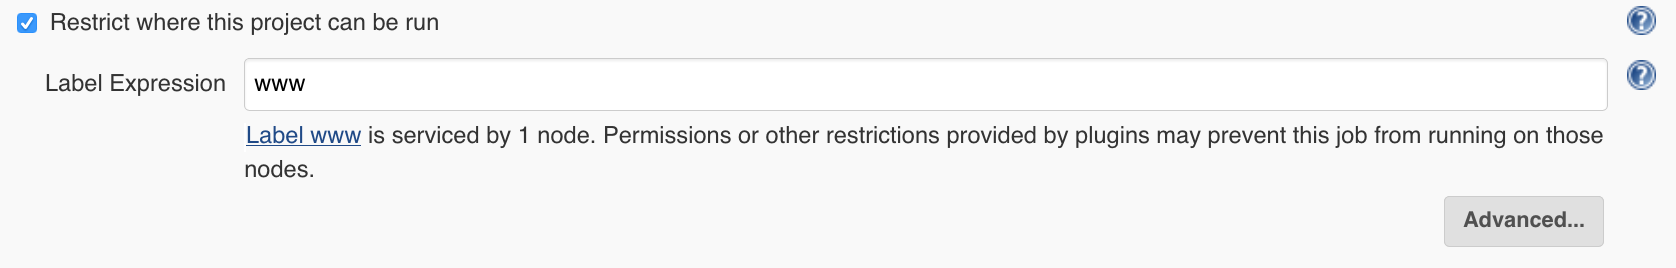 Restrict where this project can be run
?
Label Expression
www
?
Label www is serviced by 1 node. Permissions or other restrictions provided by plugins may prevent this job from running on those
nodes.
Advanced...